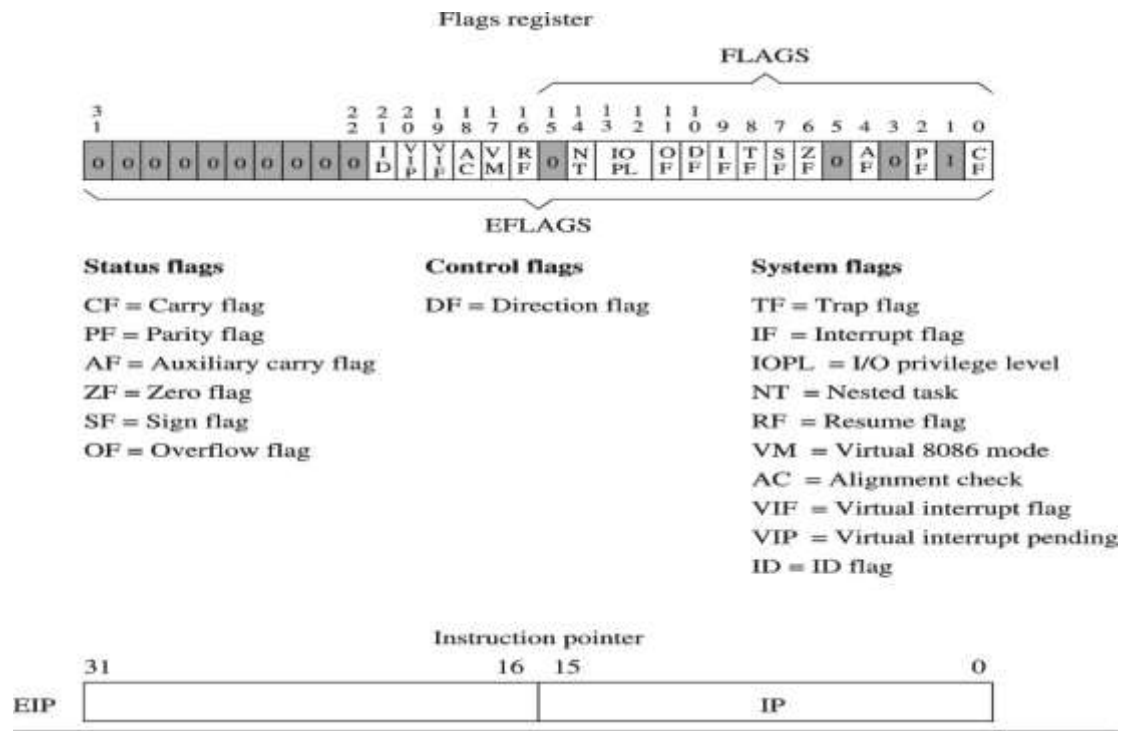 Flags register
FLAGS
31 22 21 20 19 18 17 16 15 14 13 12 11 10 9 8 7 6 5 4 3 2 1 0
0 0 0 0 0 0 0 0 0 0 ID VIP VIF AC VM RF 0 NT IOPL OF DF IF TF SF ZF 0 AF 0 PF 1 CF
EFLAGS
Status flags
CF = Carry flag
PF = Parity flag
AF = Auxiliary carry flag
ZF = Zero flag
SF = Sign flag
OF = Overflow flag
Control flags
DF = Direction flag
System flags
TF = Trap flag
IF = Interrupt flag
IOPL = I/O privilege level
NT = Nested task
RF = Resume flag
VM = Virtual 8086 mode
AC = Alignment check
VIF = Virtual interrupt flag
VIP = Virtual interrupt pending
ID = ID flag
Instruction pointer
31 16 15 0
EIP IP